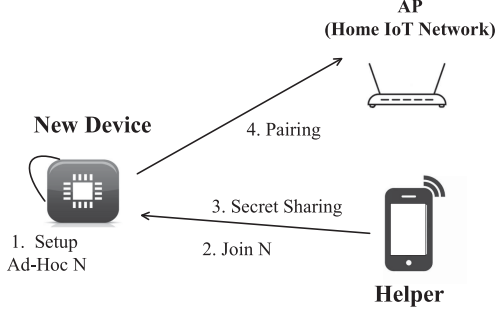 AP
(Home IoT Network)
New Device
4. Pairing
3. Secret Sharing
1. Setup
Ad-Hoc N
2. Join N
Helper